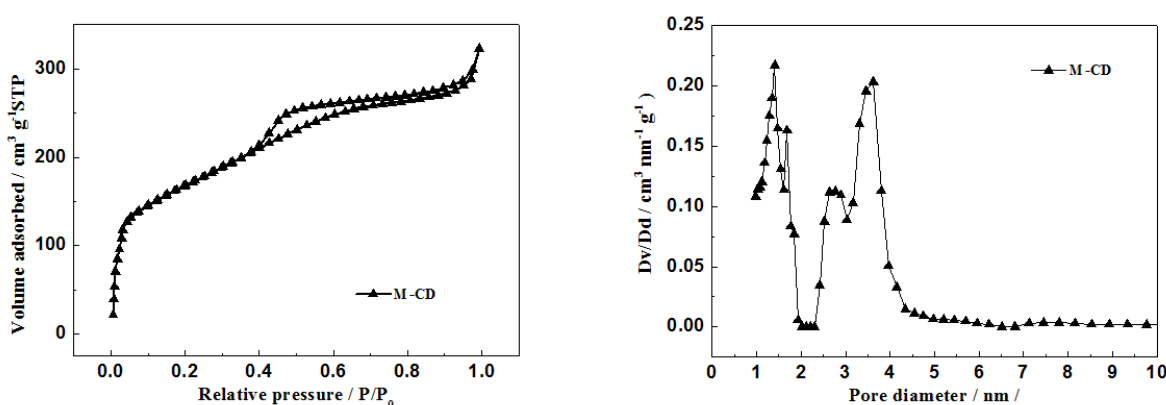 Volume adsorbed / cm³ g⁻¹STP
300
200
100
0
M-CD
0.0 0.2 0.4 0.6 0.8 1.0
Relative pressure / P/P₀
Dv/Dd / cm³ nm⁻¹ g⁻¹
0.25
0.20
0.15
0.10
0.05
0.00
M-CD
0 1 2 3 4 5 6 7 8 9 10
Pore diameter / nm /